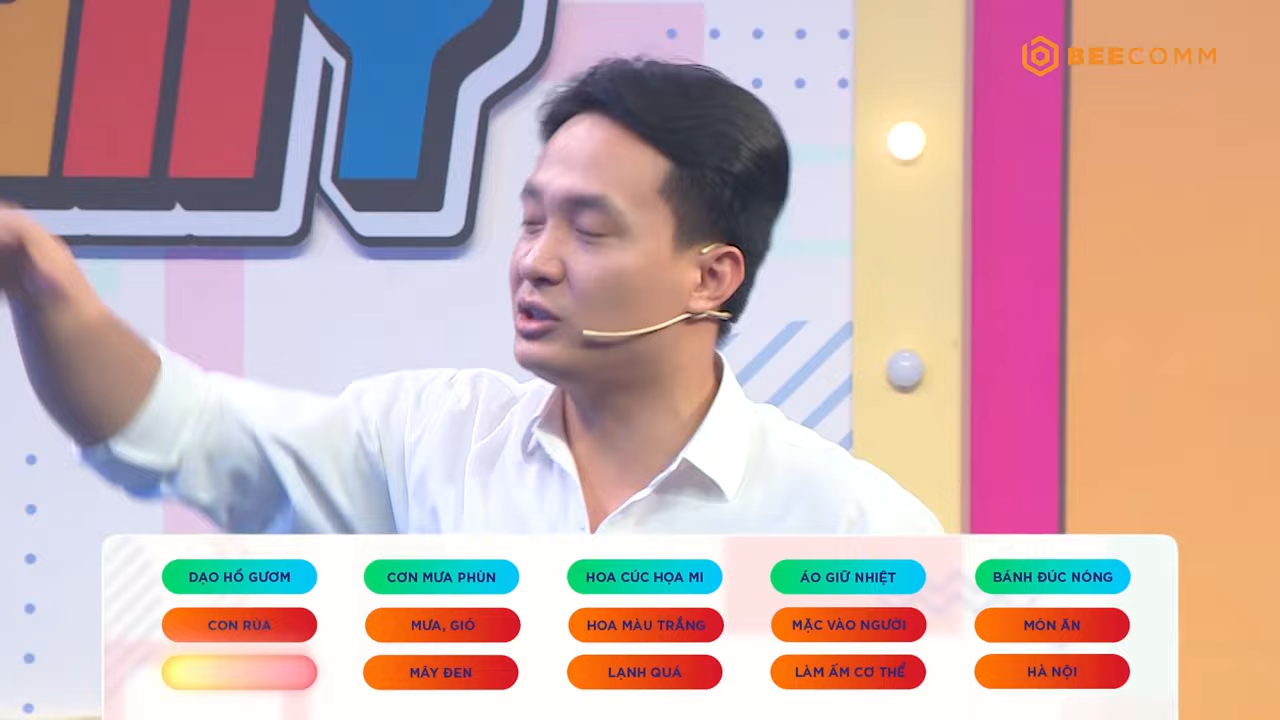 BEECOMM
DẠO HỒ GƯƠM
CƠN MƯA PHÙN
HOA CÚC HỌA MI
ÁO GIỮ NHIỆT
BÁNH ĐÚC NÓNG
CON RÙA
MƯA, GIÓ
HOA MÀU TRẮNG
MẶC VÀO NGƯỜI
MÓN ĂN
MÂY ĐEN
LẠNH QUÁ
LÀM ẤM CƠ THỂ
HÀ NỘI